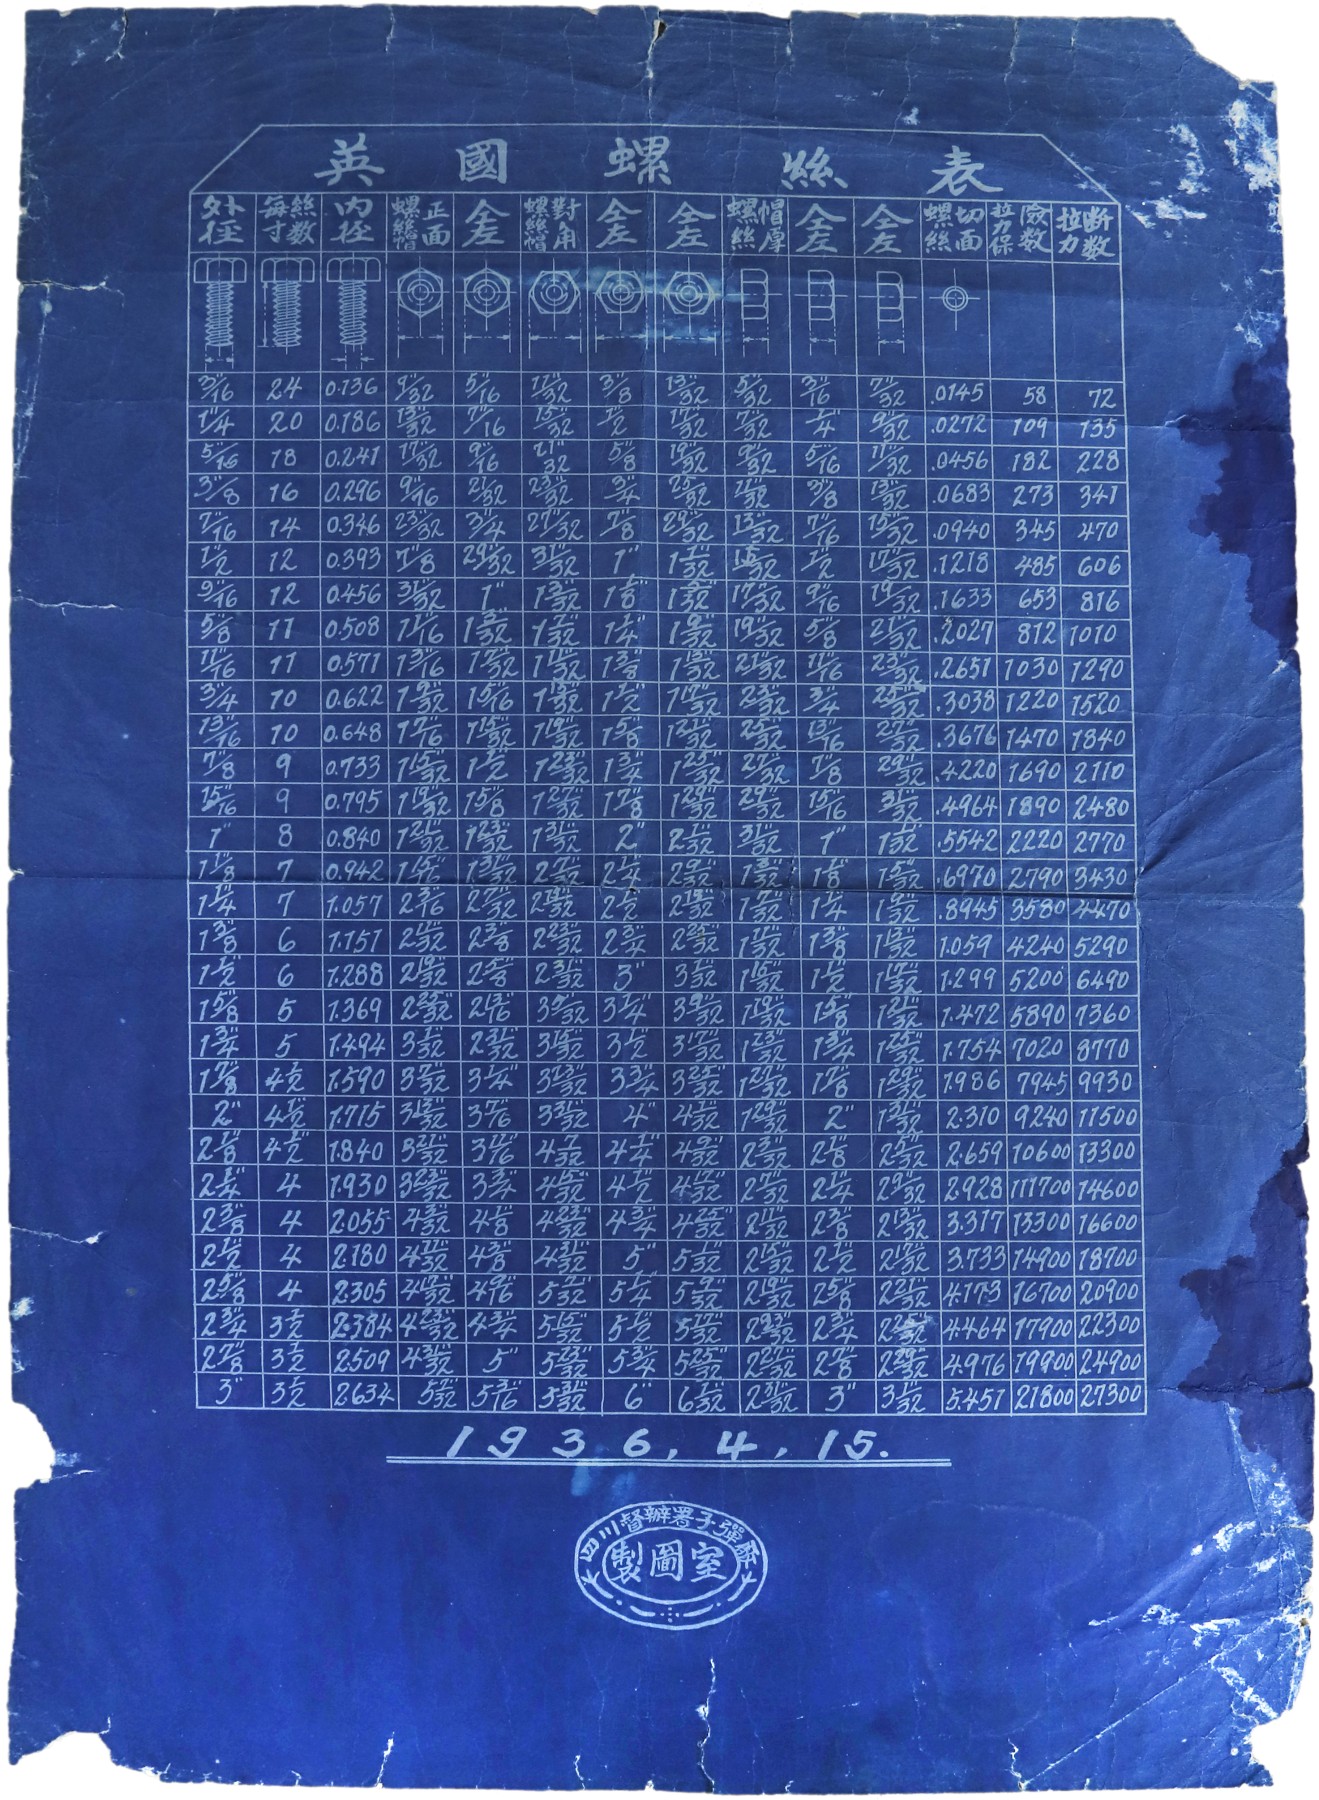 英國螺絲表
外徑 每寸絲數 內徑 螺絲帽正面 仝左 螺絲帽對角 仝左 仝左 螺絲帽厚 仝左 仝左 螺絲切面 拉力保險數 拉力斷數
3/16" 24 0.136 9/32" 5/16" 11/32" 3/8" 13/32" 5/32" 3/16" 7/32" .0145 58 72
1/4" 20 0.186 13/32" 7/16" 15/32" 1/2" 17/32" 7/32" 1/4" 9/32" .0272 109 135
5/16" 18 0.241 17/32" 9/16" 21/32" 5/8" 19/32" 9/32" 5/16" 11/32" .0456 182 228
3/8" 16 0.296 9/16" 21/32" 23/32" 3/4" 25/32" 11/32" 3/8" 13/32" .0683 273 341
7/16" 14 0.346 23/32" 3/4" 27/32" 7/8" 29/32" 13/32" 7/16" 15/32" .0940 345 470
1/2" 12 0.393 7/8" 29/32" 31/32" 1" 1 1/32" 15/32" 1/2" 17/32" .1218 485 606
9/16" 12 0.456 31/32" 1" 1 3/32" 1 1/8" 1 5/32" 17/32" 9/16" 19/32" .1633 653 816
5/8" 11 0.508 1 1/16" 1 3/32" 1 7/32" 1 1/4" 1 9/32" 19/32" 5/8" 21/32" .2027 812 1010
11/16" 11 0.571 1 3/16" 1 7/32" 1 11/32" 1 3/8" 1 13/32" 21/32" 11/16" 23/32" .2651 1030 1290
3/4" 10 0.622 1 9/32" 1 5/16" 1 15/32" 1 1/2" 1 17/32" 23/32" 3/4" 25/32" .3038 1220 1520
13/16" 10 0.648 1 7/16" 1 15/32" 1 19/32" 1 5/8" 1 21/32" 25/32" 13/16" 27/32" .3676 1470 1840
7/8" 9 0.733 1 15/32" 1 1/2" 1 23/32" 1 3/4" 1 25/32" 27/32" 7/8" 29/32" .4220 1690 2110
15/16" 9 0.795 1 19/32" 1 5/8" 1 27/32" 1 7/8" 1 29/32" 29/32" 15/16" 31/32" .4964 1890 2480
1" 8 0.840 1 21/32" 1 23/32" 1 31/32" 2" 2 1/32" 31/32" 1" 1 1/32" .5542 2220 2770
1 1/8" 7 0.942 1 15/16" 1 31/32" 2 7/32" 2 1/4" 2 9/32" 1 3/32" 1 1/8" 1 5/32" .6970 2790 3430
1 1/4" 7 1.057 2 3/16" 2 7/32" 2 15/32" 2 1/2" 2 17/32" 1 7/32" 1 1/4" 1 9/32" .8945 3580 4470
1 3/8" 6 1.151 2 11/32" 2 3/8" 2 23/32" 2 3/4" 2 25/32" 1 11/32" 1 3/8" 1 13/32" 1.059 4240 5290
1 1/2" 6 1.288 2 19/32" 2 5/8" 2 31/32" 3" 3 1/32" 1 15/32" 1 1/2" 1 17/32" 1.299 5200 6490
1 5/8" 5 1.369 2 25/32" 2 13/16" 3 5/32" 3 1/4" 3 9/32" 1 19/32" 1 5/8" 1 21/32" 1.472 5890 7360
1 3/4" 5 1.494 3 1/32" 2 31/32" 3 15/32" 3 1/2" 3 17/32" 1 23/32" 1 3/4" 1 25/32" 1.754 7020 8770
1 7/8" 4 1/2 1.590 3 7/32" 3 1/4" 3 23/32" 3 3/4" 3 25/32" 1 27/32" 1 7/8" 1 29/32" 1.986 7945 9930
2" 4 1/2" 1.715 3 13/32" 3 7/16" 3 31/32" 4" 4 1/32" 1 29/32" 2" 1 31/32" 2.310 9240 11500
2 1/8" 4 1/2" 1.840 3 21/32" 3 11/16" 4 7/32 4 1/4" 4 9/32" 2 3/32" 2 1/8" 2 5/32" 2.659 10600 13300
2 1/4" 4 1.930 3 23/32" 3 3/4" 4 15/32" 4 1/2" 4 17/32" 2 7/32" 2 1/4" 2 9/32" 2.928 111700 14600
2 3/8" 4 2.055 4 3/32" 4 1/8" 4 23/32" 4 3/4" 4 25/32" 2 11/32" 2 3/8" 2 13/32" 3.317 13300 16600
2 1/2" 4 2.180 4 11/32" 4 3/8" 4 31/32" 5" 5 1/32" 2 15/32" 2 1/2" 2 17/32" 3.733 14900 18700
2 5/8" 4 2.305 4 17/32" 4 9/16" 5 7/32" 5 1/4" 5 9/32" 2 19/32" 2 5/8" 2 21/32" 4.173 16700 20900
2 3/4" 3 1/2 2.384 4 23/32" 4 3/4" 5 15/32" 5 1/2" 5 17/32" 2 23/32" 2 3/4" 2 25/32" 4.464 17900 22300
2 7/8" 3 1/2 2.509 4 31/32" 5" 5 23/32" 5 3/4" 5 25/32" 2 27/32" 2 7/8" 2 29/32" 4.976 19900 24900
3" 3 1/2 2.634 5 7/32" 5 3/16" 5 31/32" 6" 6 1/32" 2 31/32" 3" 3 1/32" 5.451 21800 27300
1936, 4, 15.
四川督辦署子彈廠
製圖室